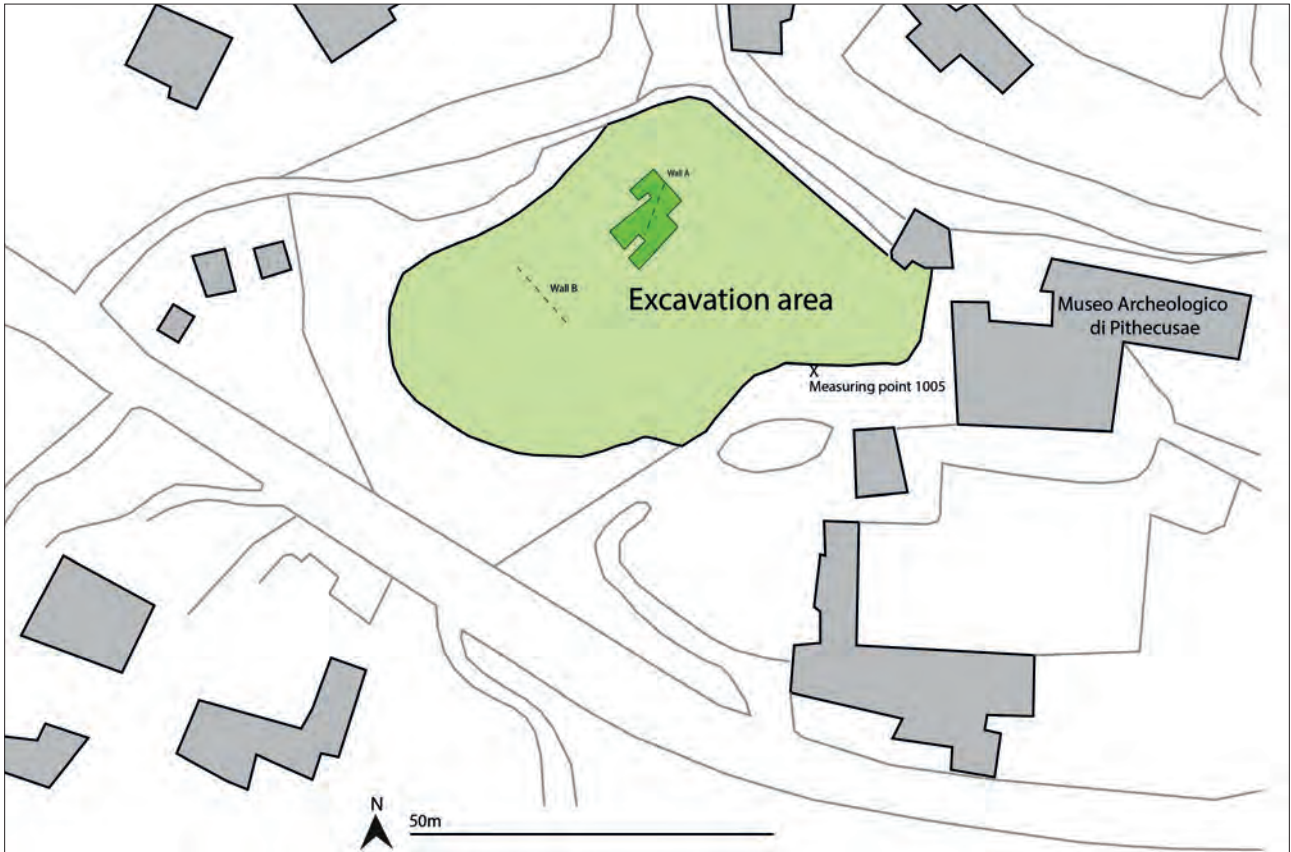 Wall A
Wall B
Excavation area
Museo Archeologico
di Pithecusae
X
Measuring point 1005
N
50m